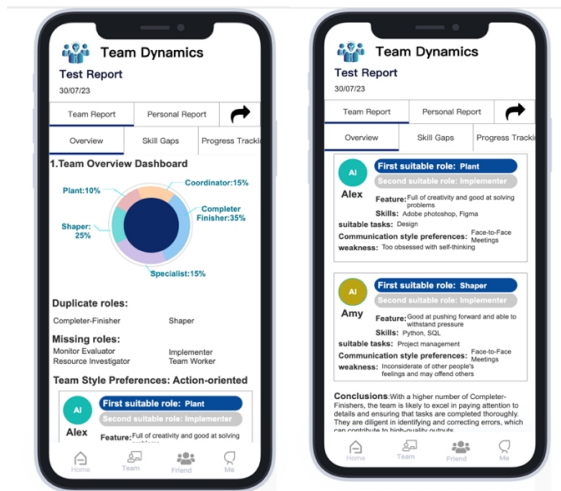 Team Dynamics
Test Report
30/07/23
Team Report
Personal Report
Overview
Skill Gaps
Progress Tracki
1.Team Overview Dashboard
Plant:10%
Coordinator:15%
Completer
Finisher:35%
Shaper:
25%
Specialist:15%
Duplicate roles:
Completer-Finisher
Shaper
Missing roles:
Monitor Evaluator
Implementer
Resource Investigator
Team Worker
Team Style Preferences: Action-oriented
Al
Alex
First suitable role: Plant
Second suitable role: Implementer
Feature: Full of creativity and good at solving
Home
Team
Friend
Me
Team Dynamics
Test Report
30/07/23
Team Report
Personal Report
Overview
Skill Gaps
Progress Tracki
Al
Alex
First suitable role: Plant
Second suitable role: Implementer
Feature: Full of creativity and good at solving
problems
Skills: Adobe photoshop, Figma
suitable tasks: Design
Communication style preferences: Face-to-Face
Meetings
weakness: Too obsessed with self-thinking
Al
Amy
First suitable role: Shaper
Second suitable role: Implementer
Feature: Good at pushing forward and able to
withstand pressure
Skills: Python, SQL
suitable tasks: Project management
Communication style preferences: Face-to-Face
Meetings
weakness: Inconsiderate of other people's
feelings and may offend others
Conclusions:With a higher number of Completer-
Finishers, the team is likely to excel in paying attention to
details and ensuring that tasks are completed thoroughly.
They are diligent in identifying and correcting errors, which
can contribute to high-quality outputs.
Home
Team
Friend
Me